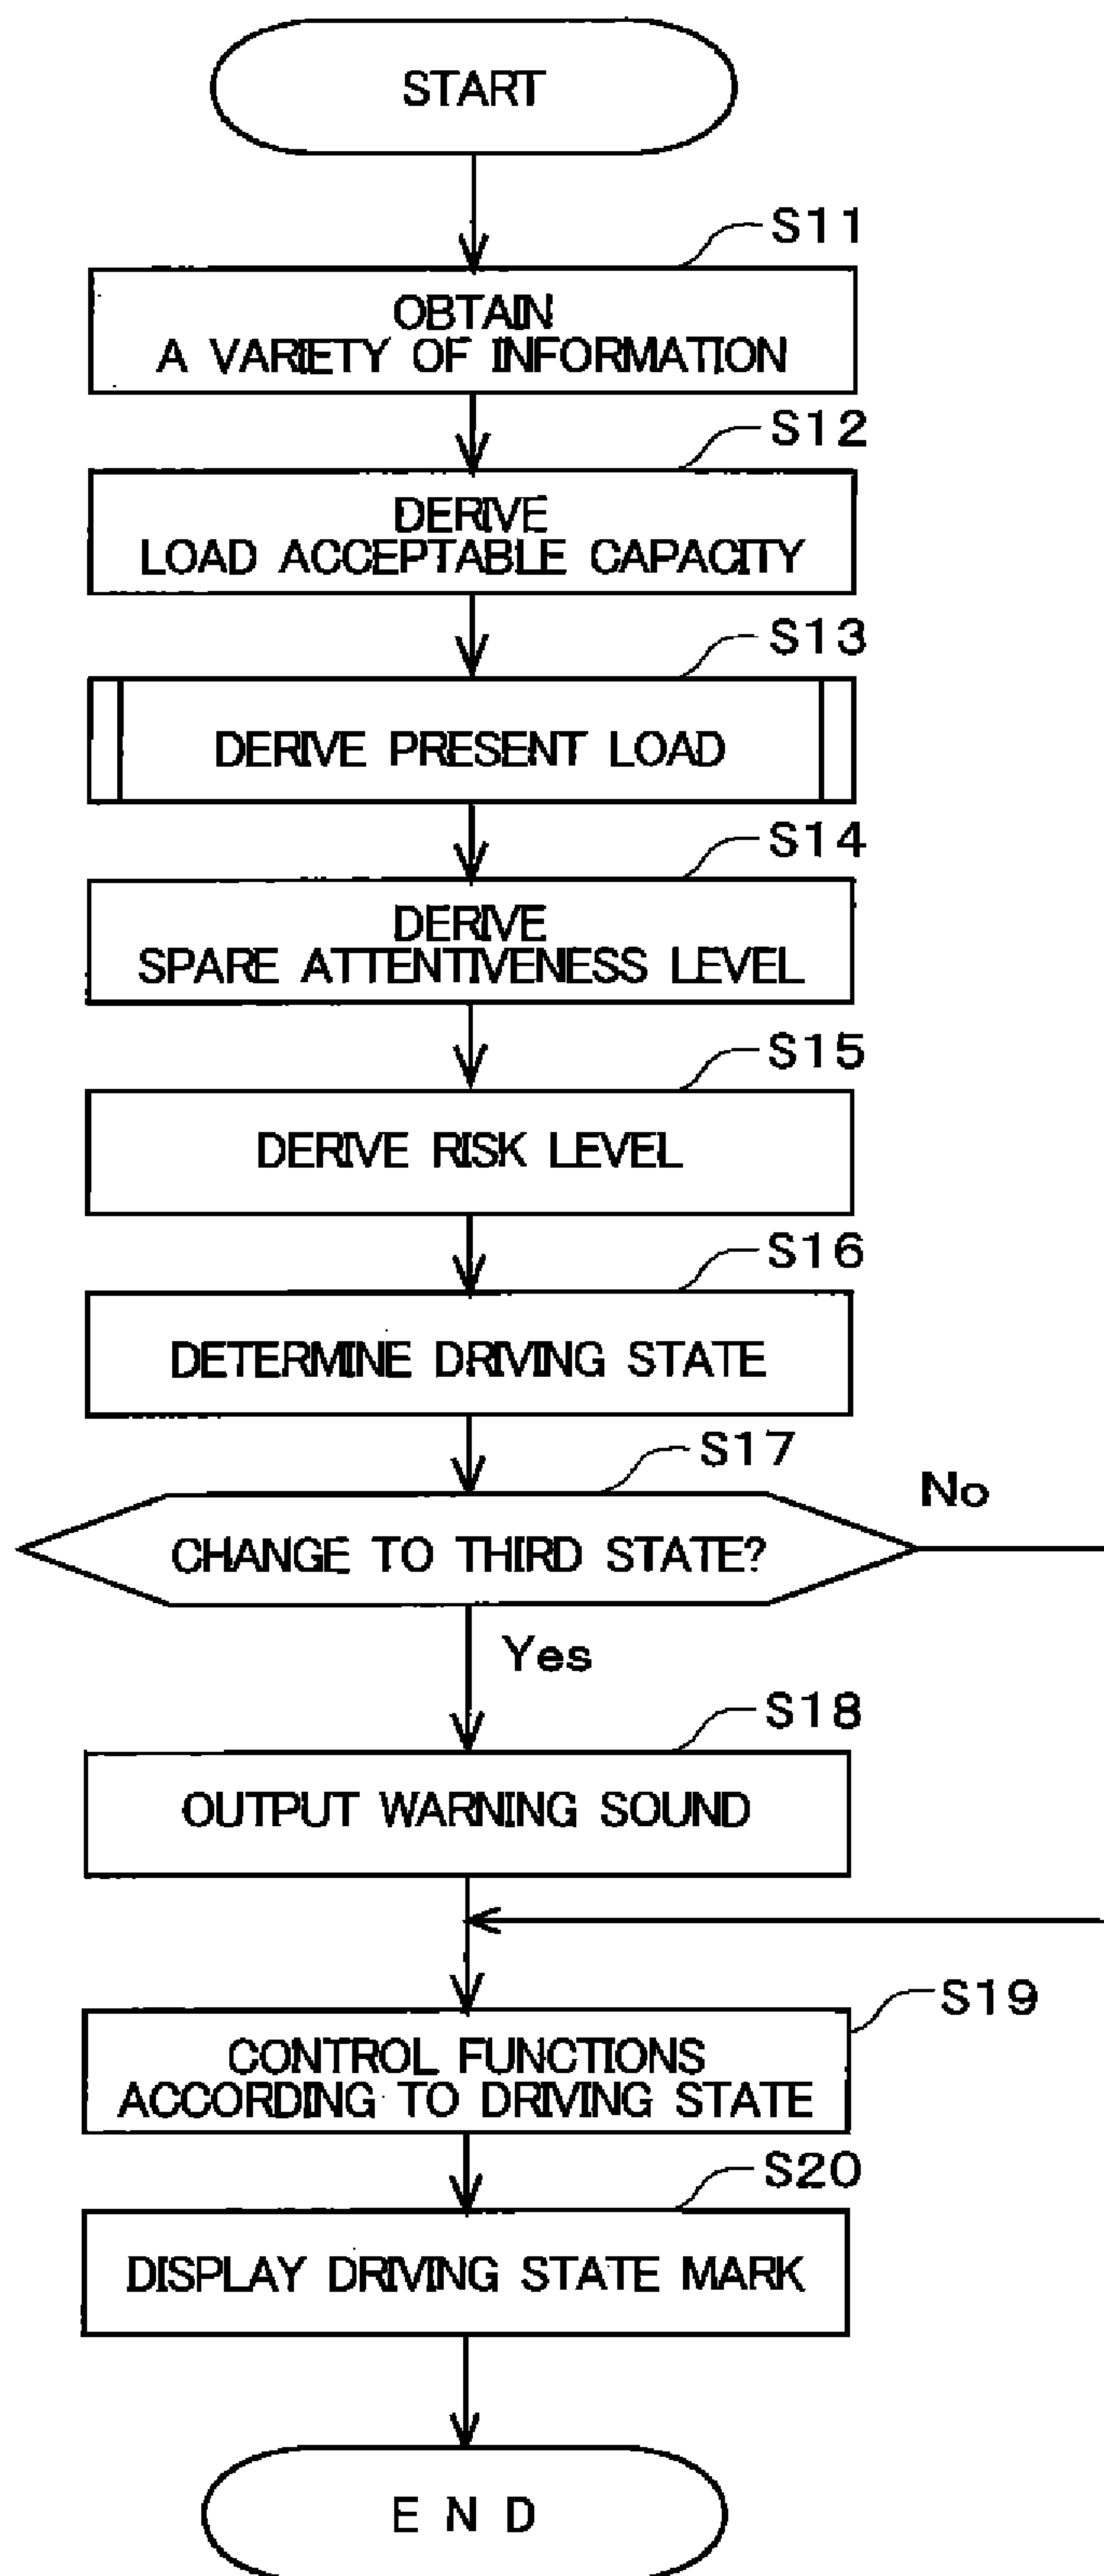 START
S11
OBTAIN
A VARIETY OF INFORMATION
S12
DERIVE
LOAD ACCEPTABLE CAPACITY
S13
DERIVE PRESENT LOAD
S14
DERIVE
SPARE ATTENTIVENESS LEVEL
S15
DERIVE RISK LEVEL
S16
DETERMINE DRIVING STATE
S17
No
CHANGE TO THIRD STATE?
Yes
S18
OUTPUT WARNING SOUND
S19
CONTROL FUNCTIONS
ACCORDING TO DRIVING STATE
S20
DISPLAY DRIVING STATE MARK
E N D